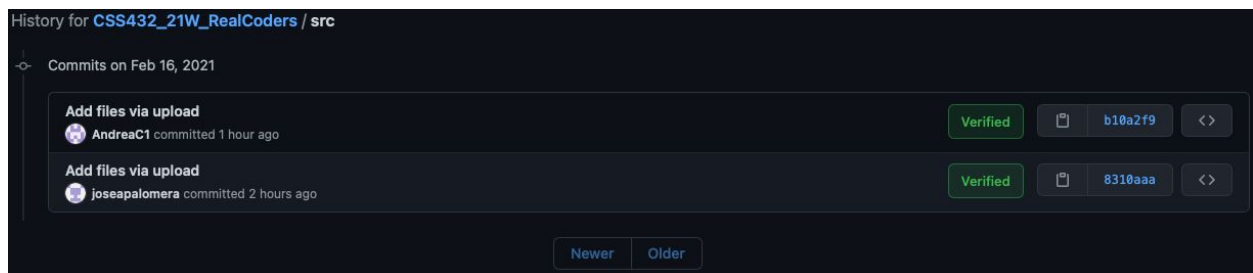 History for CSS432_21W_RealCoders / src
Commits on Feb 16, 2021
Add files via upload
AndreaC1 committed 1 hour ago
Verified
b10a2f9
<>
Add files via upload
joseapalomera committed 2 hours ago
Verified
8310aaa
<>
Newer Older